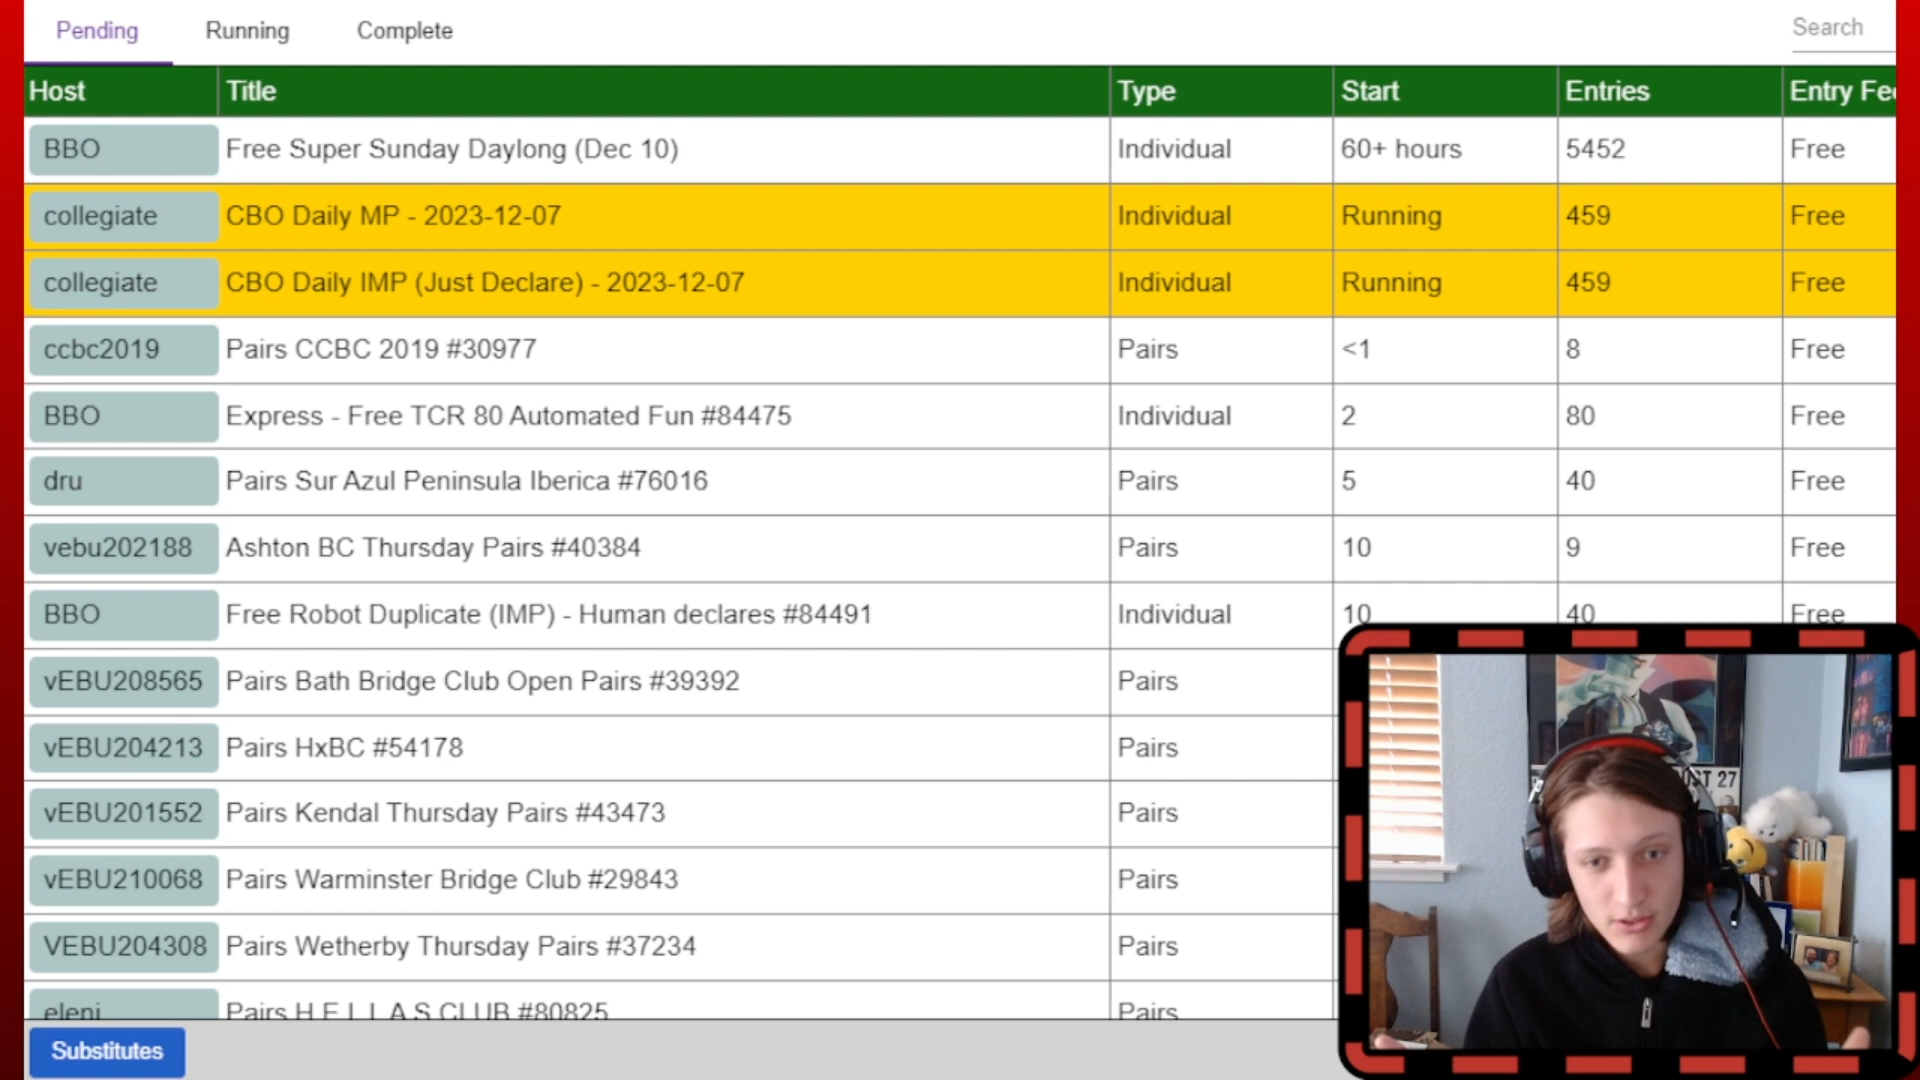 Pending Running Complete Search
Host Title Type Start Entries Entry Fe
BBO Free Super Sunday Daylong (Dec 10) Individual 60+ hours 5452 Free
collegiate CBO Daily MP - 2023-12-07 Individual Running 459 Free
collegiate CBO Daily IMP (Just Declare) - 2023-12-07 Individual Running 459 Free
ccbc2019 Pairs CCBC 2019 #30977 Pairs <1 8 Free
BBO Express - Free TCR 80 Automated Fun #84475 Individual 2 80 Free
dru Pairs Sur Azul Peninsula Iberica #76016 Pairs 5 40 Free
vebu202188 Ashton BC Thursday Pairs #40384 Pairs 10 9 Free
BBO Free Robot Duplicate (IMP) - Human declares #84491 Individual 10 40 Free
vEBU208565 Pairs Bath Bridge Club Open Pairs #39392 Pairs
vEBU204213 Pairs HxBC #54178 Pairs
vEBU201552 Pairs Kendal Thursday Pairs #43473 Pairs
vEBU210068 Pairs Warminster Bridge Club #29843 Pairs
VEBU204308 Pairs Wetherby Thursday Pairs #37234 Pairs
eleni Pairs H E L L A S CLUB #80825 Pairs
Substitutes
UST 27